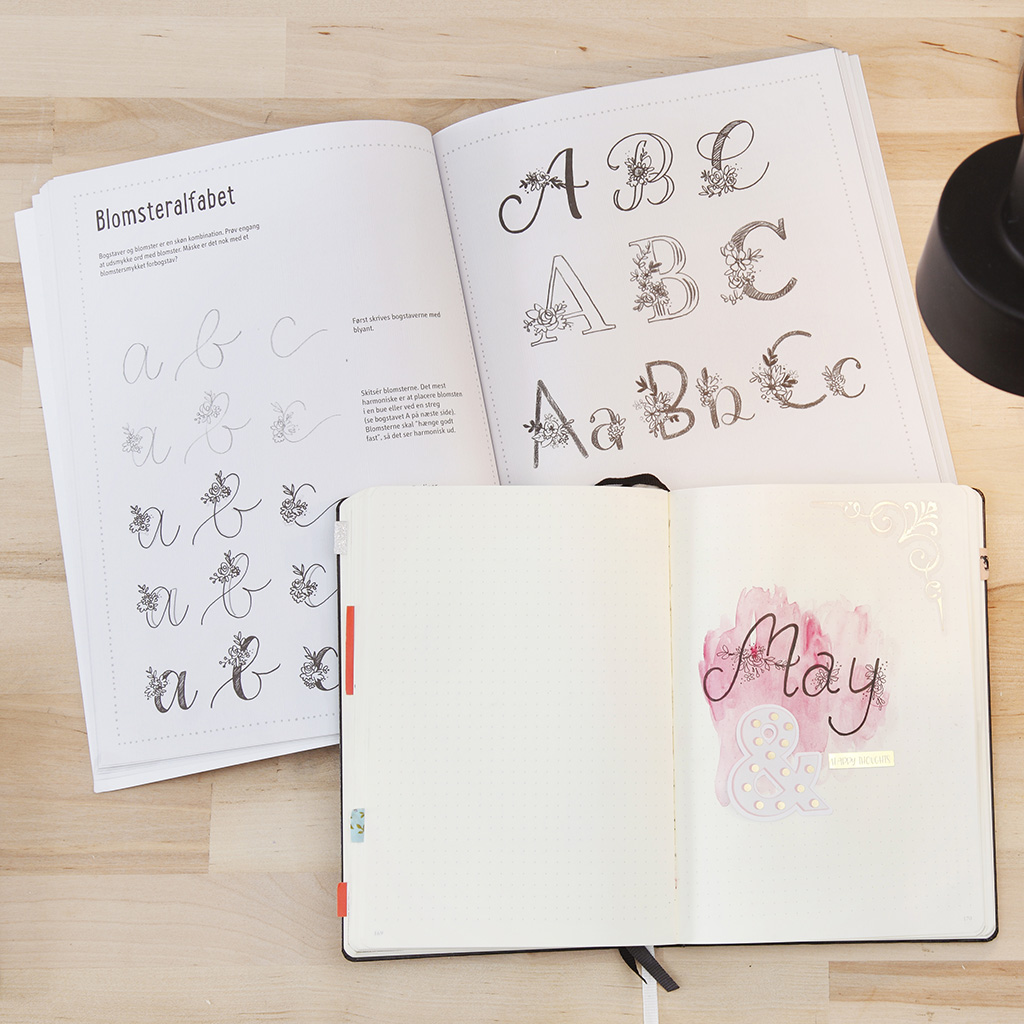 Blomsteralfabet
Bogstaver og blomster er en skøn kombination. Prøv engang
at udsmykke ord med blomster. Måske er det nok med et
blomstersmykket forbogstav?
a b c
Først skrives bogstaverne med
blyant.
a b c
Skitsér blomsterne. Det mest
harmoniske er at placere blomsten
i en bue eller ved en streg
(se bogstavet A på næste side).
Blomsterne skal "hænge godt
fast", så det ser harmonisk ud.
a b c
a b c
a b c
A B C
A B C
Aa Bb Cc
May
&
HAPPY THOUGHTS